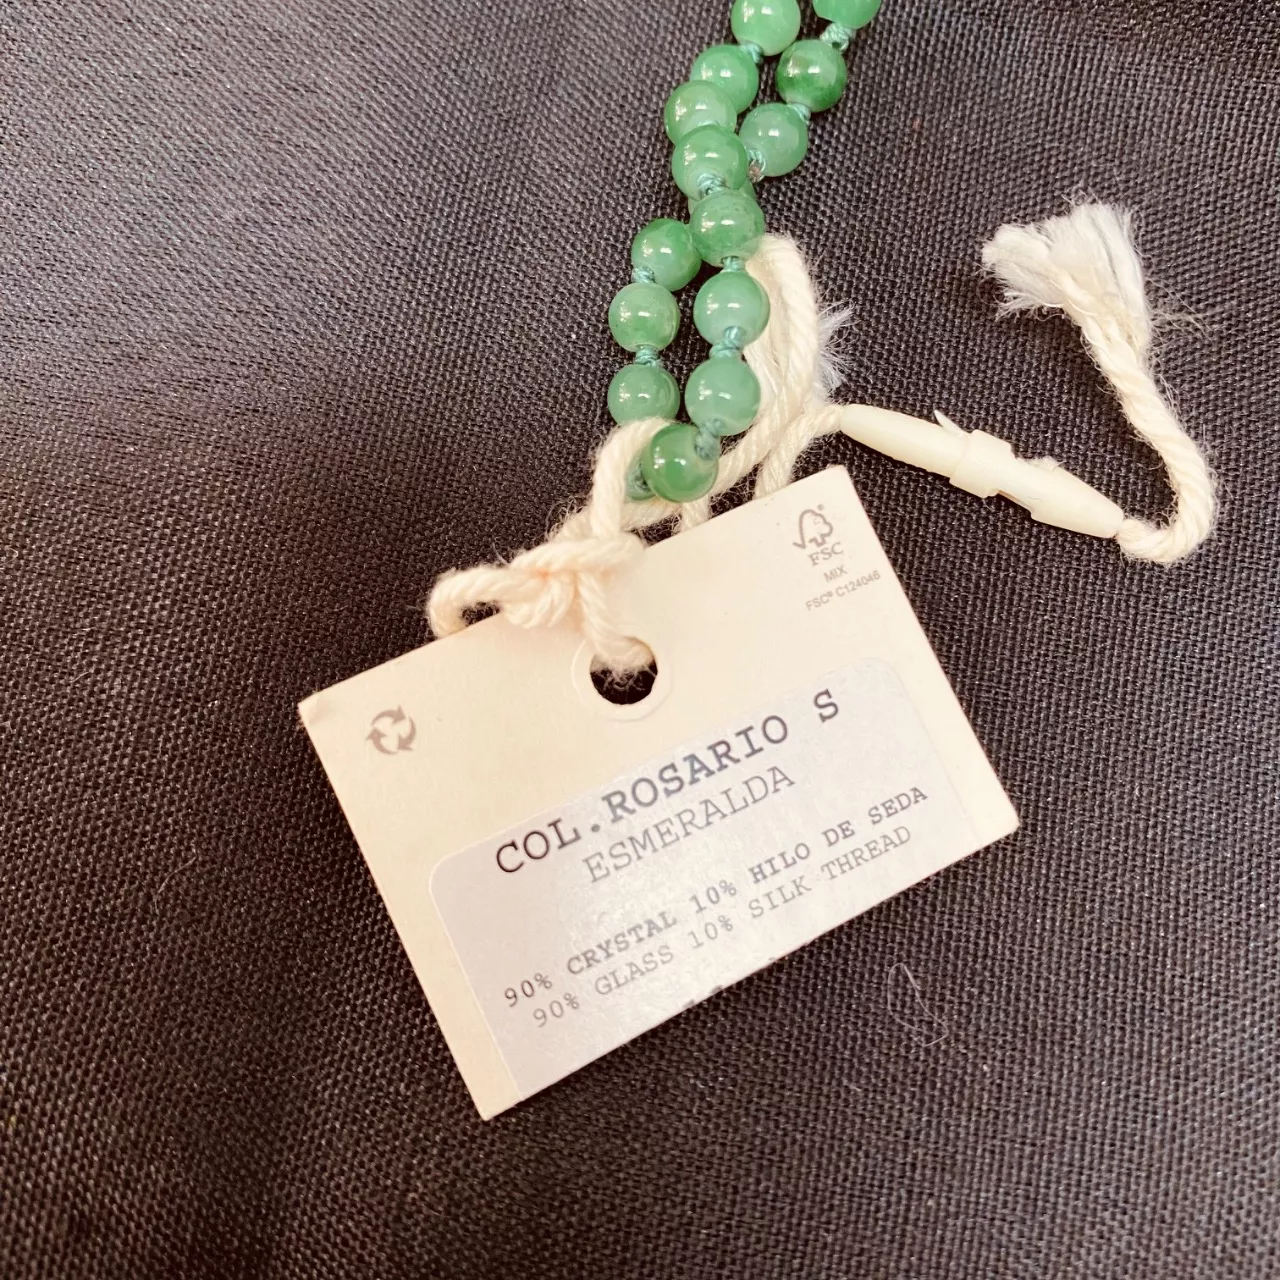 FSC
MIX
FSC® C124046
COL.ROSARIO S
ESMERALDA
90% CRYSTAL 10% HILO DE SEDA
90% GLASS 10% SILK THREAD